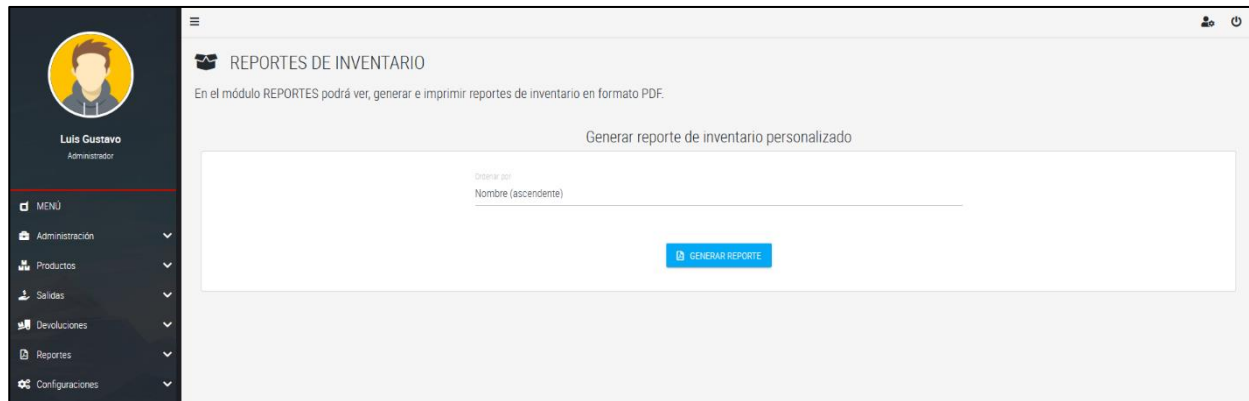 Luis Gustavo
Administrador
MENÚ
Administración
Productos
Salidas
Devoluciones
Reportes
Configuraciones
REPORTES DE INVENTARIO
En el módulo REPORTES podrá ver, generar e imprimir reportes de inventario en formato PDF.
Generar reporte de inventario personalizado
Ordenar por
Nombre (ascendente)
GENERAR REPORTE